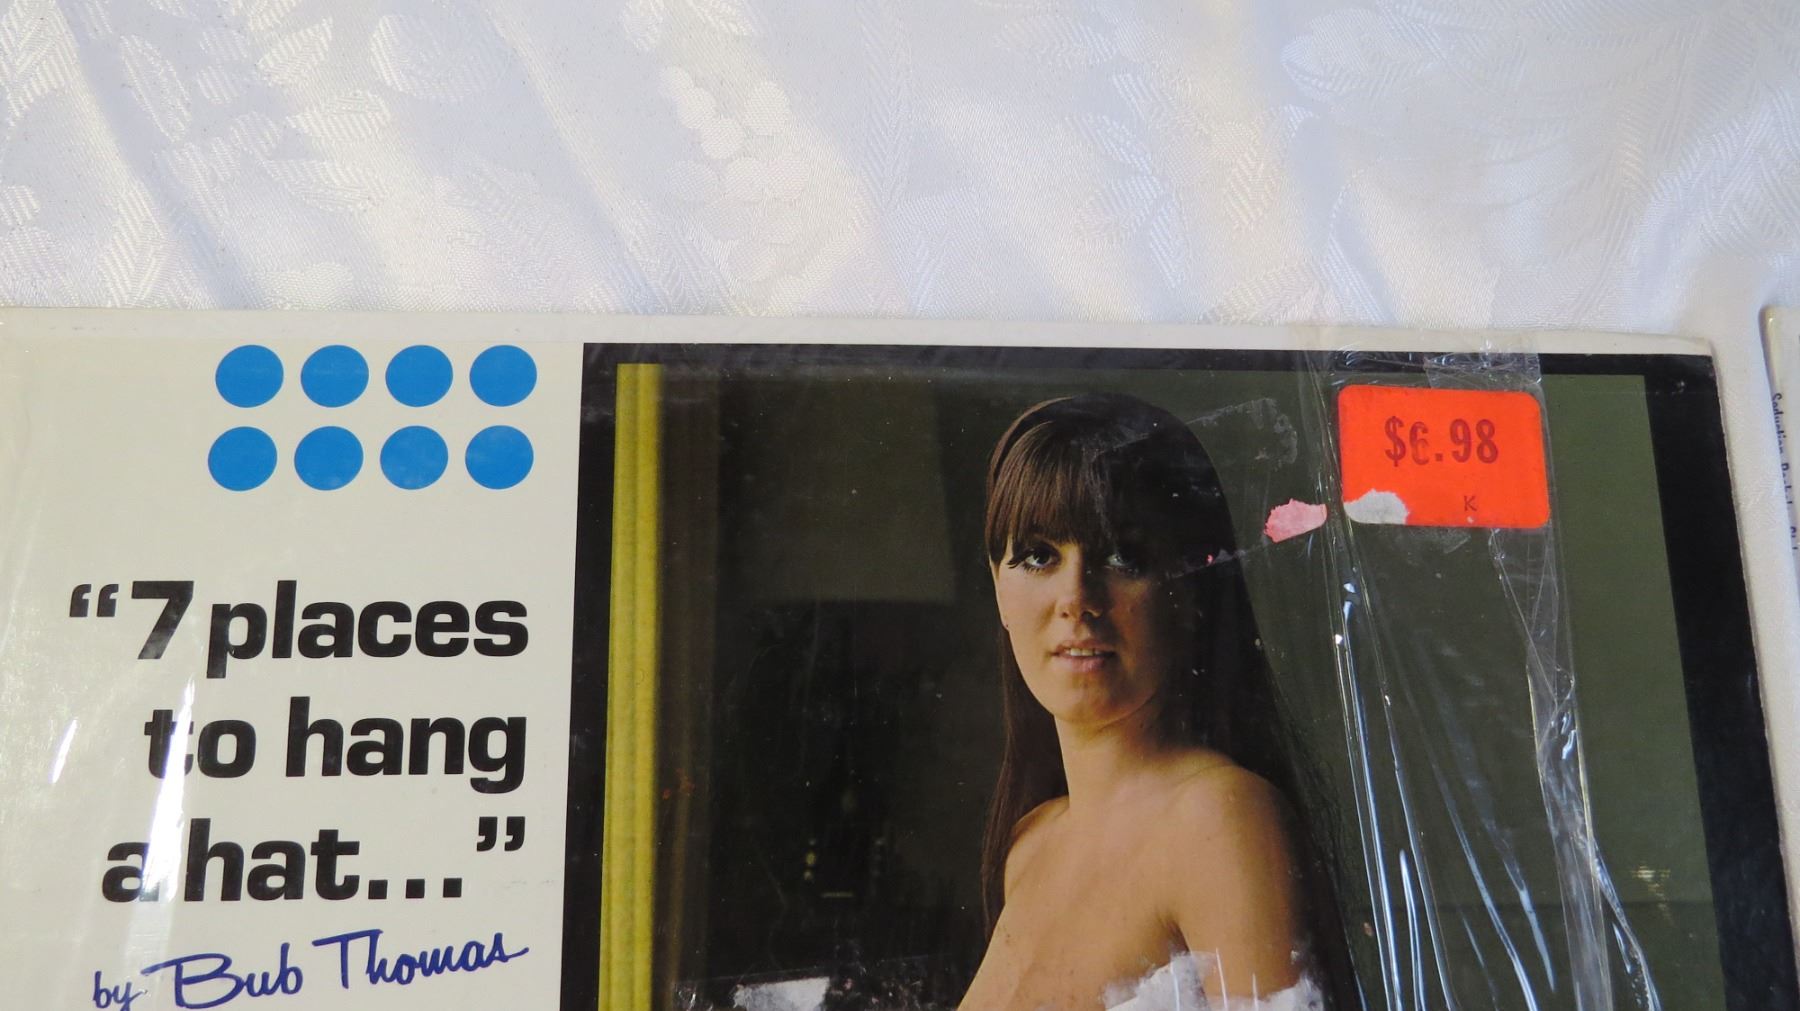 $6.98
K
“7 places
to hang
a hat...”
by Bub Thomas